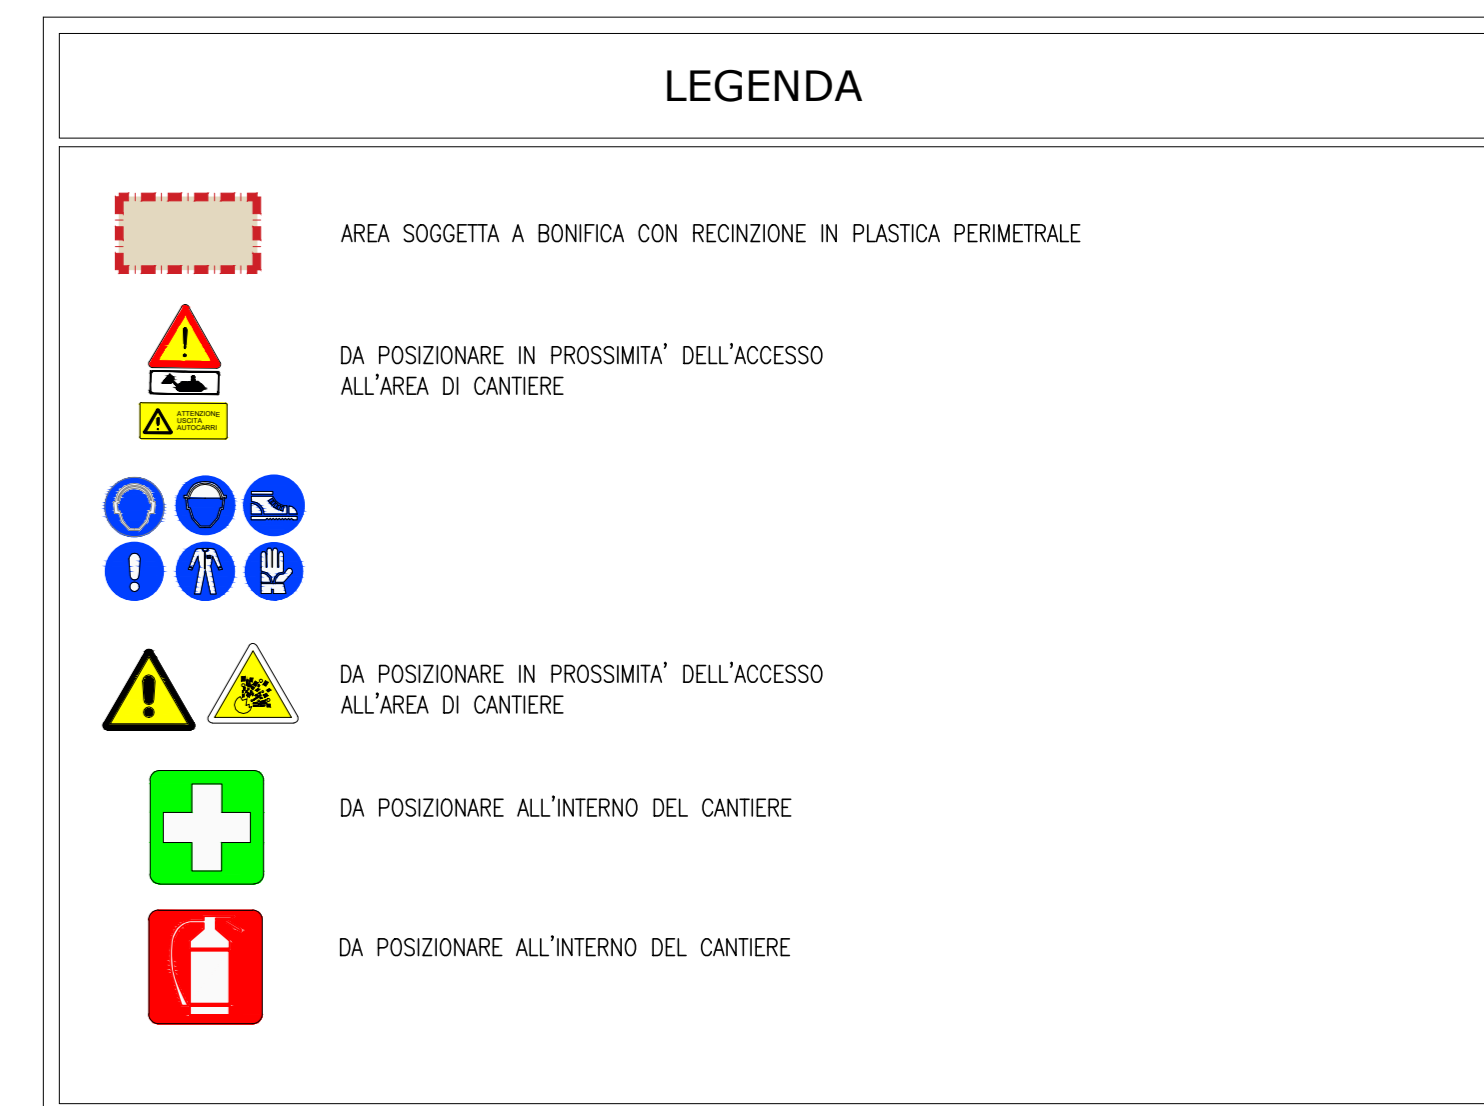 LEGENDA
AREA SOGGETTA A BONIFICA CON RECINZIONE IN PLASTICA PERIMETRALE
DA POSIZIONARE IN PROSSIMITA' DELL'ACCESSO
ALL'AREA DI CANTIERE
ATTENZIONE
USCITA
AUTOCARRI
DA POSIZIONARE IN PROSSIMITA' DELL'ACCESSO
ALL'AREA DI CANTIERE
DA POSIZIONARE ALL'INTERNO DEL CANTIERE
DA POSIZIONARE ALL'INTERNO DEL CANTIERE